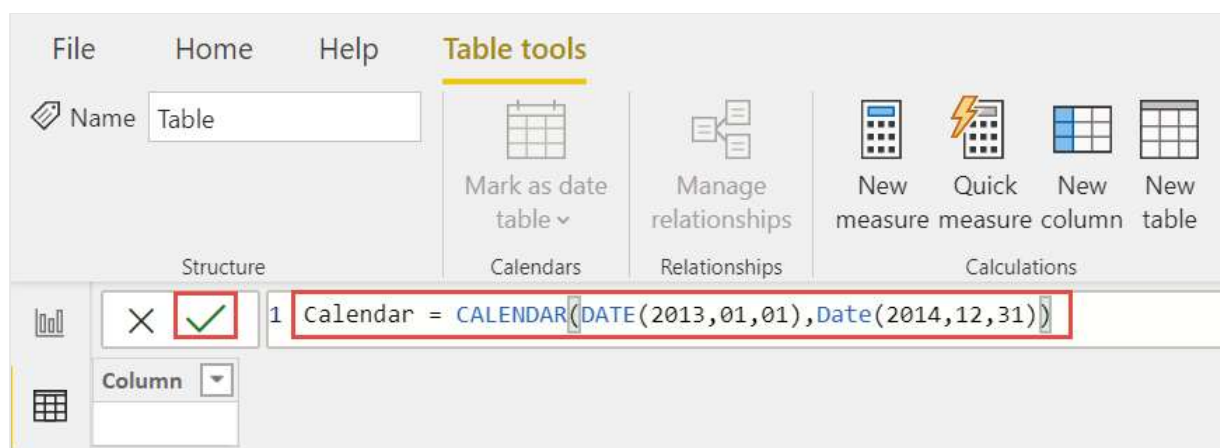 File Home Help Table tools
Name Table
Mark as date table
Manage relationships
New measure
Quick measure
New column
New table
Structure Calendars Relationships Calculations
1 Calendar = CALENDAR(DATE(2013,01,01),Date(2014,12,31))
Column